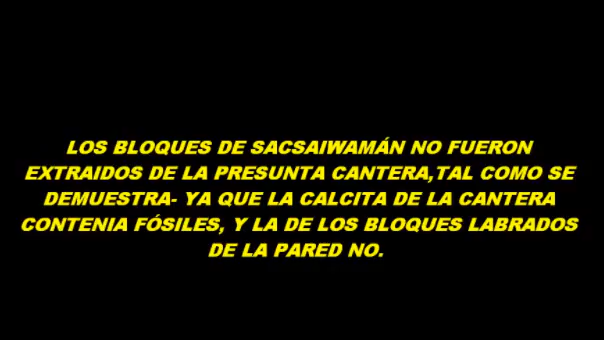 LOS BLOQUES DE SACSAIWAMÁN NO FUERON
EXTRAIDOS DE LA PRESUNTA CANTERA,TAL COMO SE
DEMUESTRA- YA QUE LA CALCITA DE LA CANTERA
CONTENIA FÓSILES, Y LA DE LOS BLOQUES LABRADOS
DE LA PARED NO.